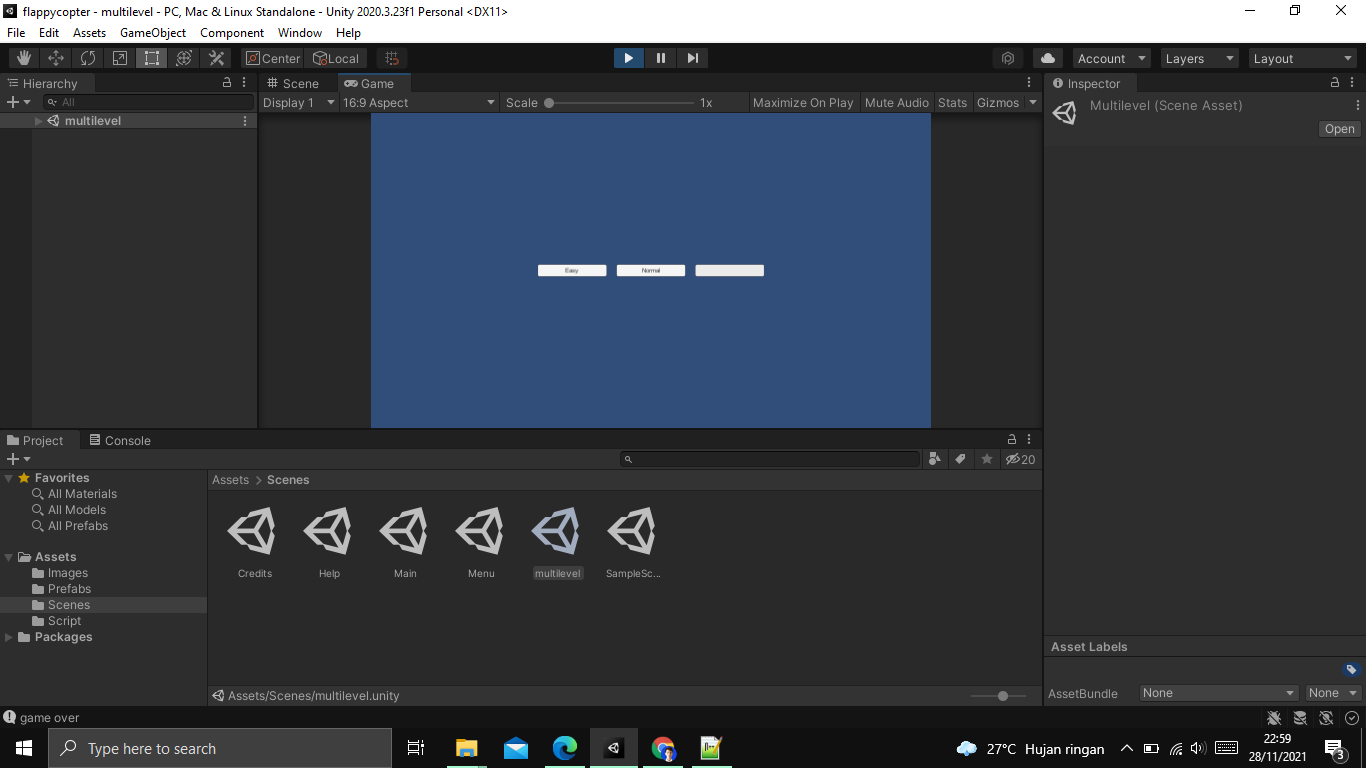 flappycopter - multilevel - PC, Mac & Linux Standalone - Unity 2020.3.23f1 Personal <DX11>
File Edit Assets GameObject Component Window Help
Center Local Account Layers Layout
Hierarchy
All
multilevel
Scene Game
Display 1 16:9 Aspect Scale 1x Maximize On Play Mute Audio Stats Gizmos
Easy Normal
Inspector
Multilevel (Scene Asset)
Open
Project Console
20
Favorites
All Materials
All Models
All Prefabs
Assets
Images
Prefabs
Scenes
Script
Packages
Assets > Scenes
Credits Help Main Menu multilevel SampleSc...
Assets/Scenes/multilevel.unity
Asset Labels
AssetBundle None None
game over
Type here to search
27°C Hujan ringan
22:59
28/11/2021
3